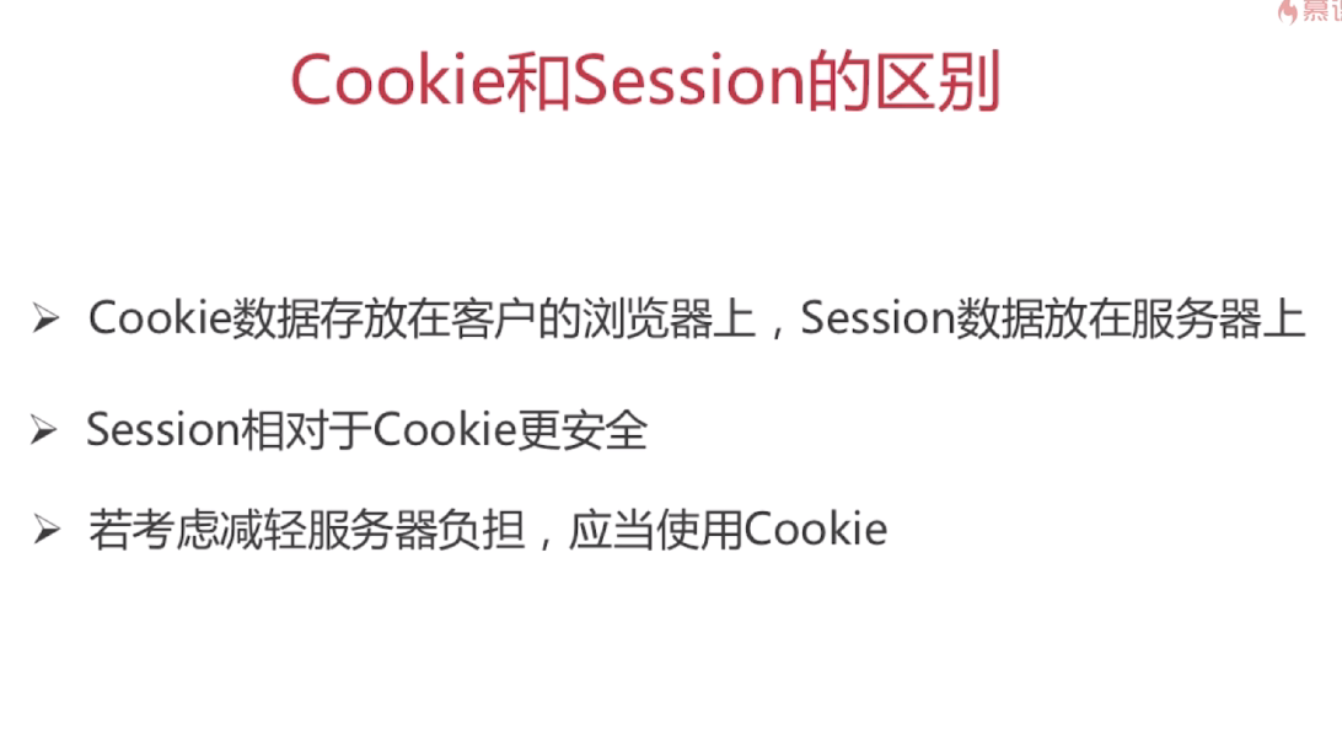 Cookie和Session的区别
Cookie数据存放在客户的浏览器上，Session数据放在服务器上
Session相对于Cookie更安全
若考虑减轻服务器负担，应当使用Cookie